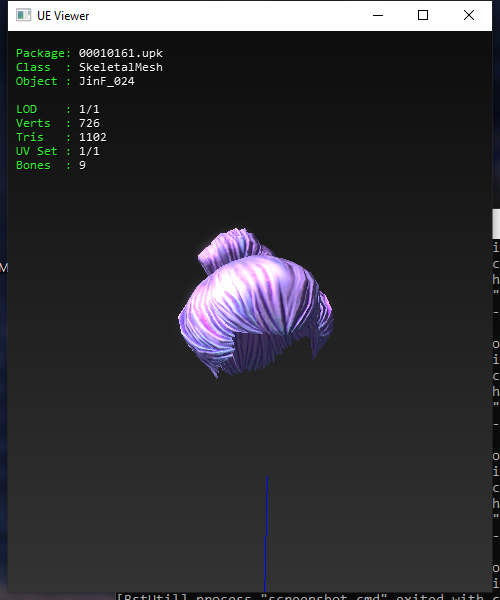 UE Viewer
Package: 00010161.upk
Class : SkeletalMesh
Object : JinF_024
LOD : 1/1
Verts : 726
Tris : 1102
UV Set : 1/1
Bones : 9
M
i
c
h
"
-
o
i
c
h
"
-
o
i
c
h
"
-
o
i
[BstUtil] process "screenshot.cmd" exited with c